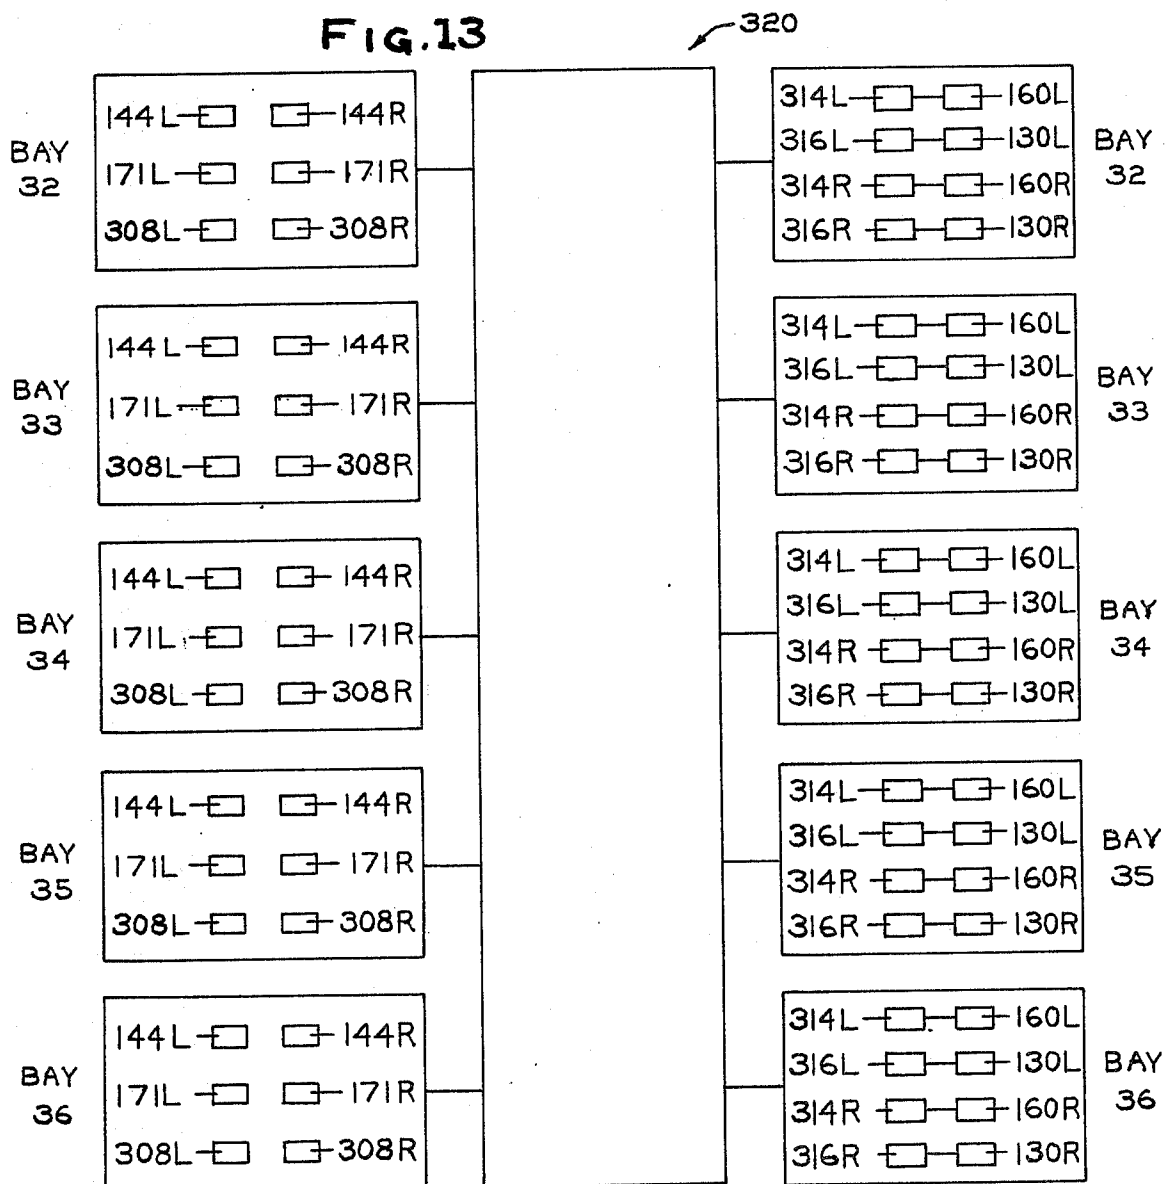 FIG.13
320
BAY
32
144L 144R
171L 171R
308L 308R
314L 160L
316L 130L
314R 160R
316R 130R
BAY
32
BAY
33
144L 144R
171L 171R
308L 308R
314L 160L
316L 130L
314R 160R
316R 130R
BAY
33
BAY
34
144L 144R
171L 171R
308L 308R
314L 160L
316L 130L
314R 160R
316R 130R
BAY
34
BAY
35
144L 144R
171L 171R
308L 308R
314L 160L
316L 130L
314R 160R
316R 130R
BAY
35
BAY
36
144L 144R
171L 171R
308L 308R
314L 160L
316L 130L
314R 160R
316R 130R
BAY
36